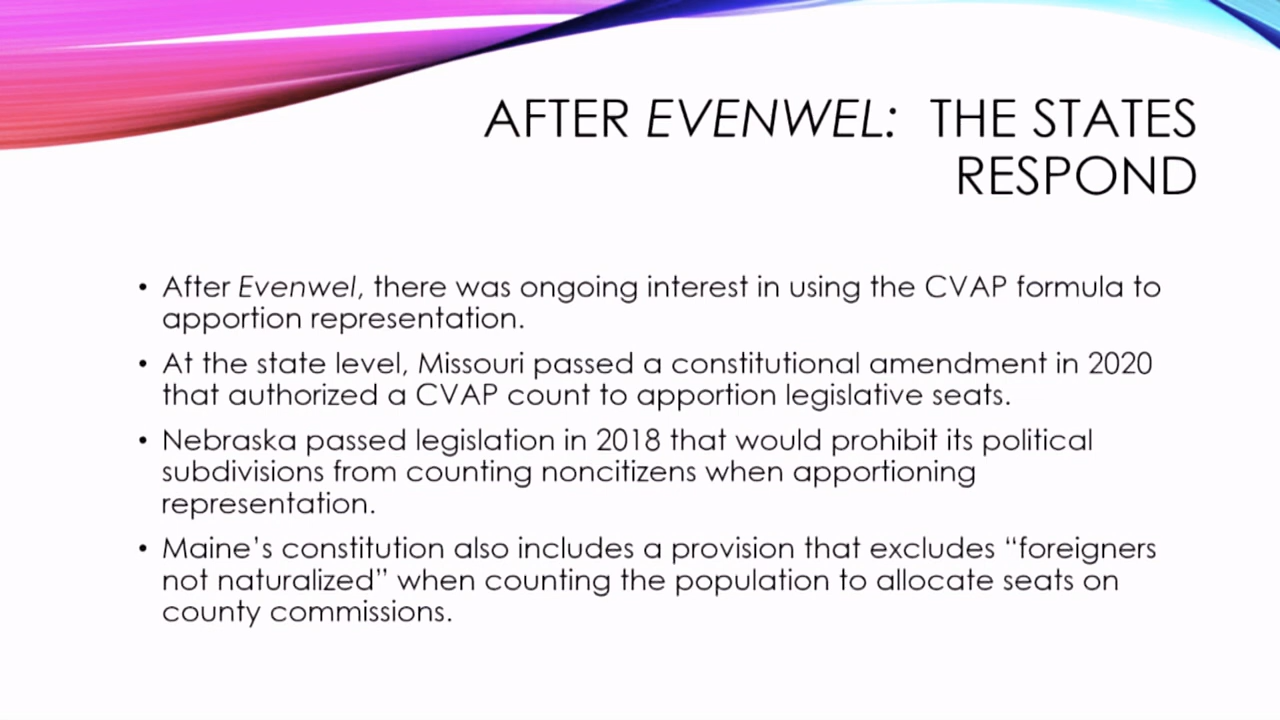 AFTER EVENWEL: THE STATES
RESPOND
• After Evenwel, there was ongoing interest in using the CVAP formula to
apportion representation.
• At the state level, Missouri passed a constitutional amendment in 2020
that authorized a CVAP count to apportion legislative seats.
• Nebraska passed legislation in 2018 that would prohibit its political
subdivisions from counting noncitizens when apportioning
representation.
• Maine’s constitution also includes a provision that excludes “foreigners
not naturalized” when counting the population to allocate seats on
county commissions.